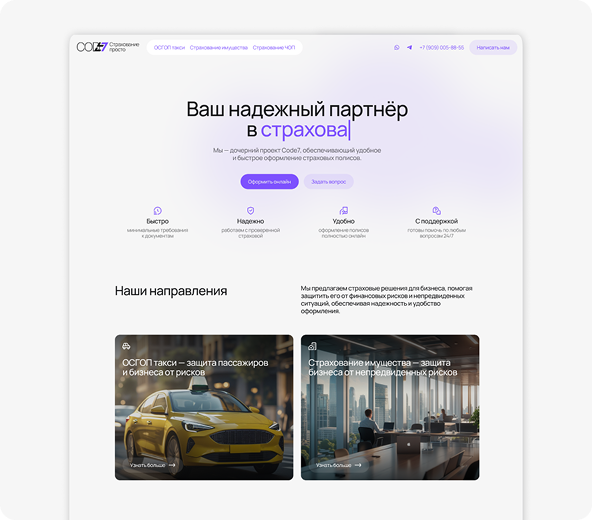 CODE7 Страхование
просто
ОСГОП такси Страхование имущества Страхование ЧОП
+7 (909) 005-88-55
Написать нам
Ваш надежный партнёр
в страхова
Мы — дочерний проект Code7, обеспечивающий удобное
и быстрое оформление страховых полисов.
Оформить онлайн Задать вопрос
Быстро
минимальные требования
к документам
Надежно
работаем с проверенной
страховой
Удобно
оформление полисов
полностью онлайн
С поддержкой
готовы помочь по любым
вопросам 24/7
Наши направления
Мы предлагаем страховые решения для бизнеса, помогая
защитить его от финансовых рисков и непредвиденных
ситуаций, обеспечивая надежность и удобство
оформления.
ОСГОП такси — защита пассажиров
и бизнеса от рисков
Узнать больше
Страхование имущества — защита
бизнеса от непредвиденных рисков
Узнать больше